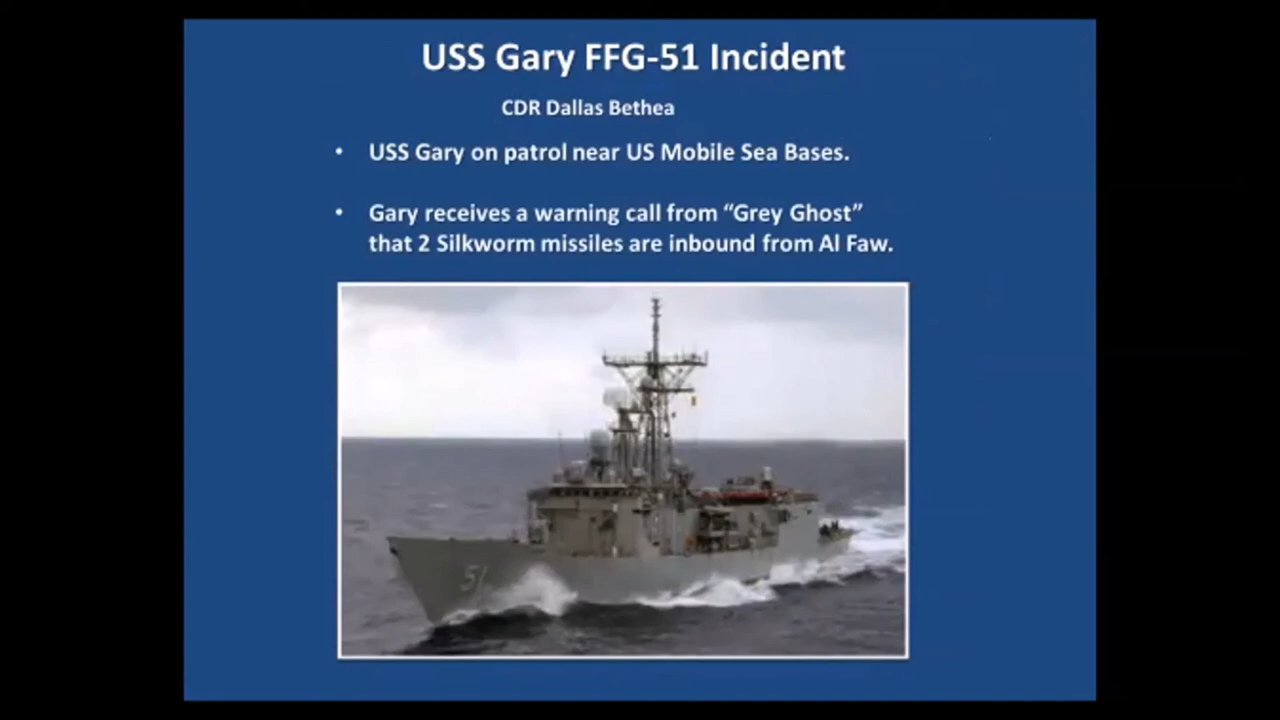 USS Gary FFG-51 Incident
CDR Dallas Bethea
• USS Gary on patrol near US Mobile Sea Bases.
• Gary receives a warning call from “Grey Ghost”
that 2 Silkworm missiles are inbound from Al Faw.
51